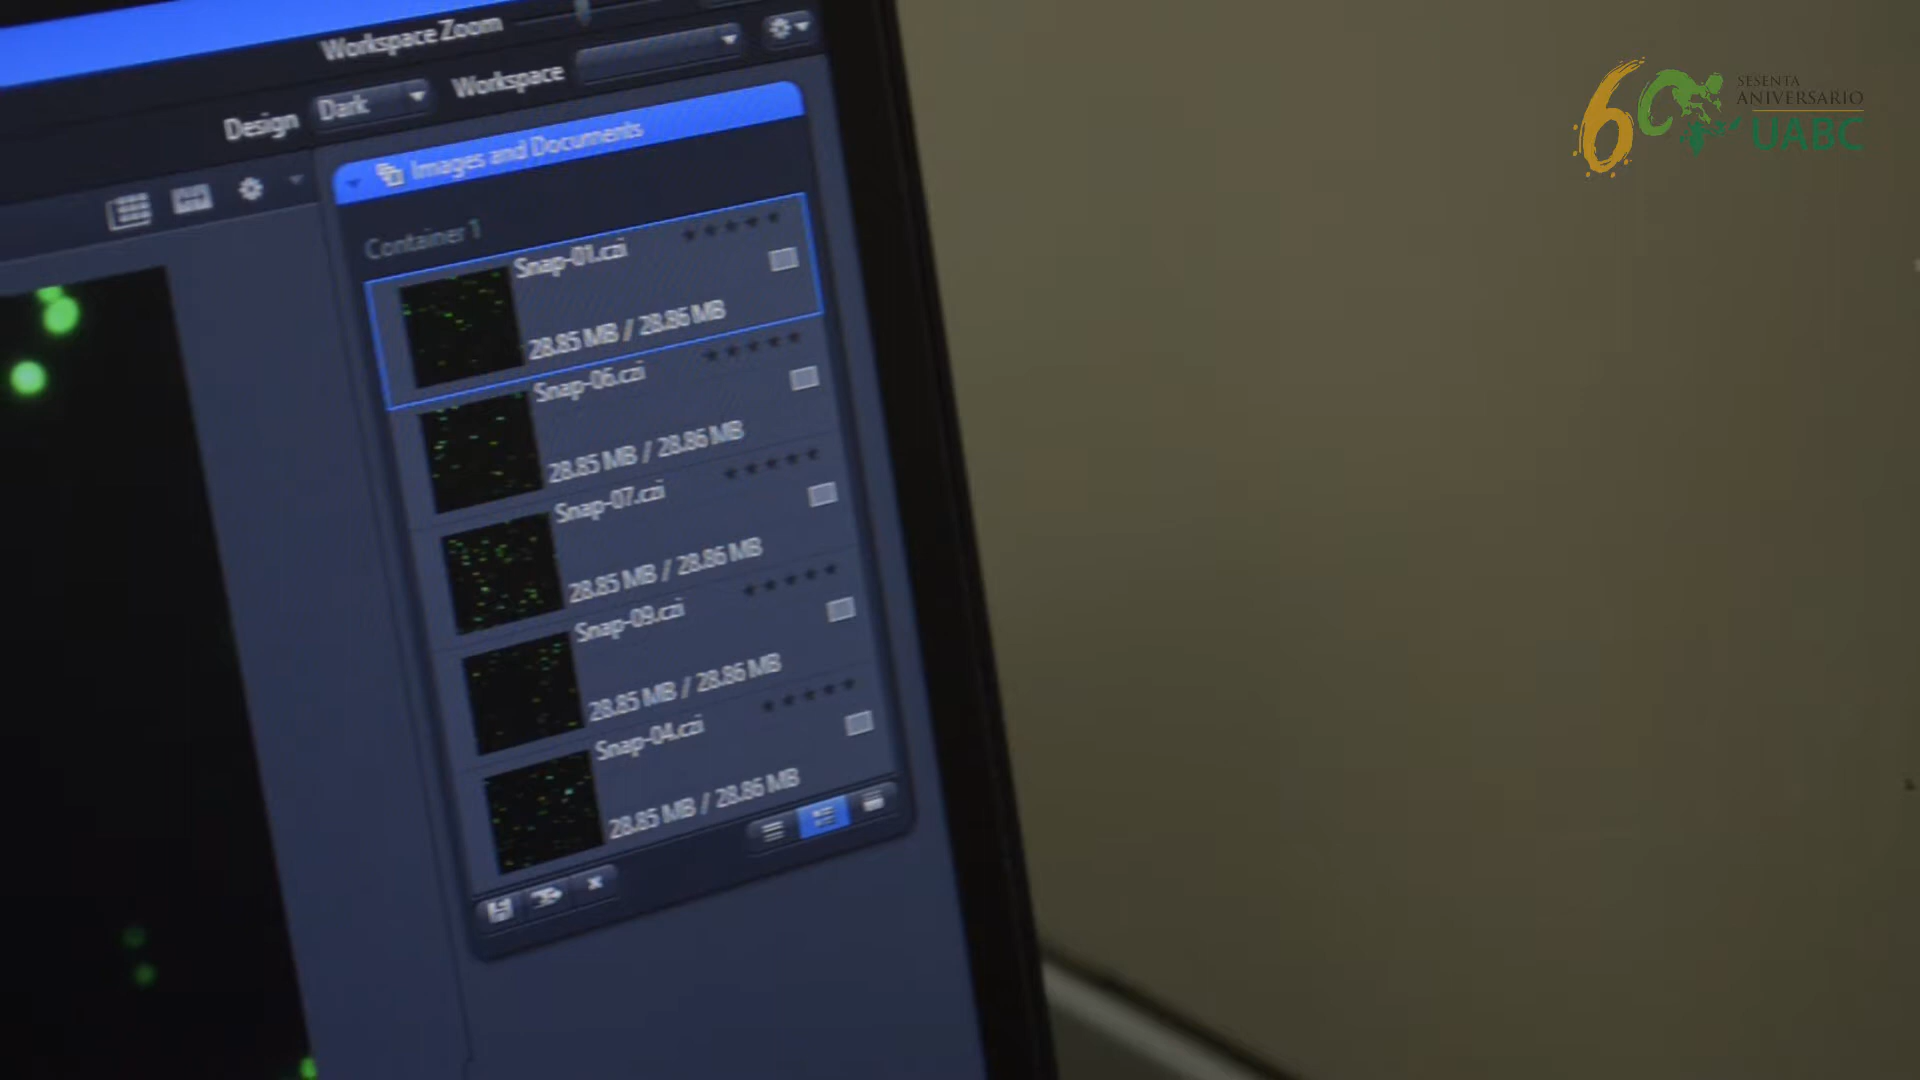 Workspace Zoom
Design Dark Workspace
Images and Documents
Container 1
Snap-01.czi
28.85 MB / 28.86 MB
Snap-06.czi
28.85 MB / 28.86 MB
Snap-07.czi
28.85 MB / 28.86 MB
Snap-09.czi
28.85 MB / 28.86 MB
Snap-04.czi
28.85 MB / 28.86 MB
60 SESENTA
ANIVERSARIO
UABC